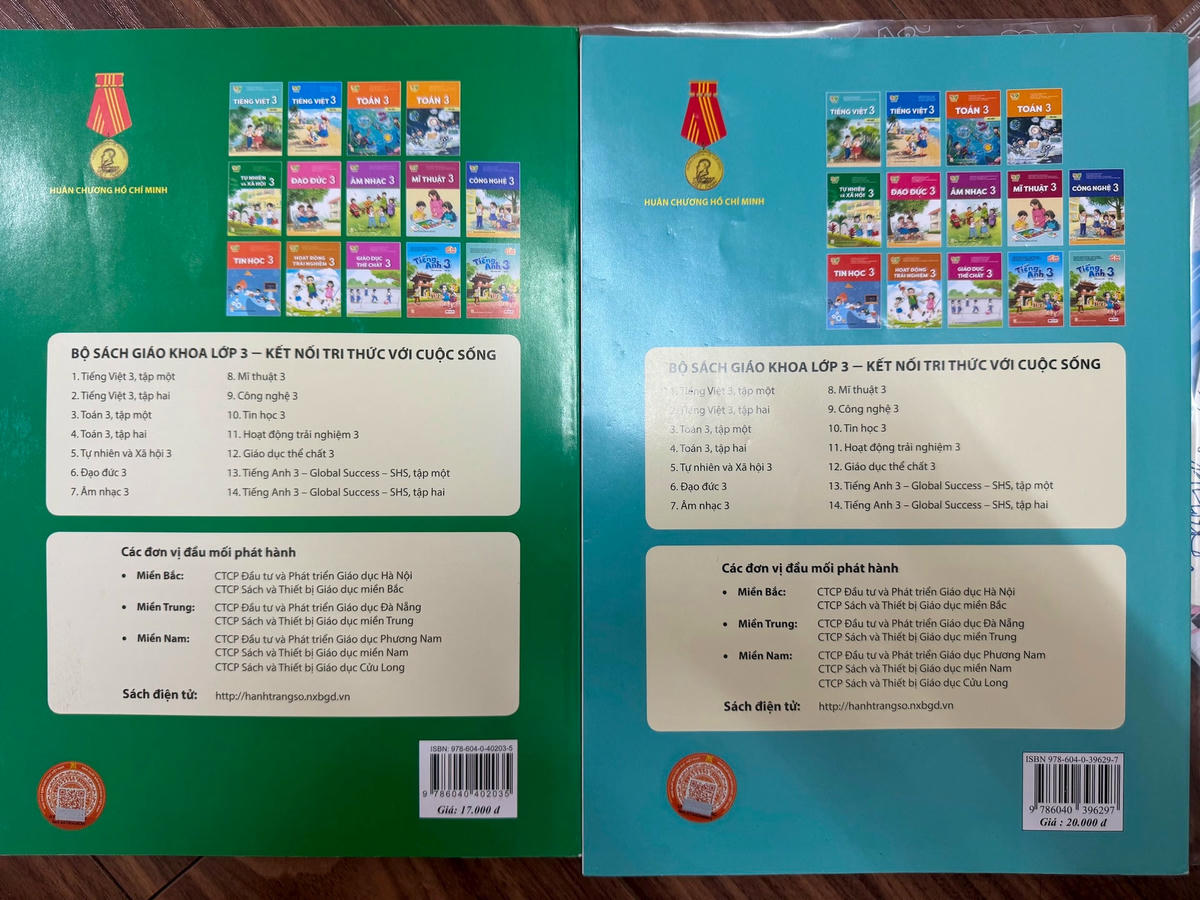 HUÂN CHƯƠNG HỒ CHÍ MINH
TIẾNG VIỆT 3
TIẾNG VIỆT 3
TOÁN 3
TOÁN 3
TỰ NHIÊN VÀ XÃ HỘI 3
ĐẠO ĐỨC 3
ÂM NHẠC 3
MĨ THUẬT 3
CÔNG NGHỆ 3
TIN HỌC 3
HOẠT ĐỘNG TRẢI NGHIỆM 3
GIÁO DỤC THỂ CHẤT 3
Tiếng Anh 3
Tiếng Anh 3
BỘ SÁCH GIÁO KHOA LỚP 3 – KẾT NỐI TRI THỨC VỚI CUỘC SỐNG
1. Tiếng Việt 3, tập một
2. Tiếng Việt 3, tập hai
3. Toán 3, tập một
4. Toán 3, tập hai
5. Tự nhiên và Xã hội 3
6. Đạo đức 3
7. Âm nhạc 3
8. Mĩ thuật 3
9. Công nghệ 3
10. Tin học 3
11. Hoạt động trải nghiệm 3
12. Giáo dục thể chất 3
13. Tiếng Anh 3 – Global Success – SHS, tập một
14. Tiếng Anh 3 – Global Success – SHS, tập hai
Các đơn vị đầu mối phát hành
• Miền Bắc: CTCP Đầu tư và Phát triển Giáo dục Hà Nội
CTCP Sách và Thiết bị Giáo dục miền Bắc
• Miền Trung: CTCP Đầu tư và Phát triển Giáo dục Đà Nẵng
CTCP Sách và Thiết bị Giáo dục miền Trung
• Miền Nam: CTCP Đầu tư và Phát triển Giáo dục Phương Nam
CTCP Sách và Thiết bị Giáo dục miền Nam
CTCP Sách và Thiết bị Giáo dục Cửu Long
Sách điện tử: http://hanhtrangso.nxbgd.vn
ISBN: 978-604-0-40203-5
9 786040 402035
Giá: 17.000 đ
HUÂN CHƯƠNG HỒ CHÍ MINH
TIẾNG VIỆT 3
TIẾNG VIỆT 3
TOÁN 3
TOÁN 3
TỰ NHIÊN VÀ XÃ HỘI 3
ĐẠO ĐỨC 3
ÂM NHẠC 3
MĨ THUẬT 3
CÔNG NGHỆ 3
TIN HỌC 3
HOẠT ĐỘNG TRẢI NGHIỆM 3
GIÁO DỤC THỂ CHẤT 3
Tiếng Anh 3
Tiếng Anh 3
BỘ SÁCH GIÁO KHOA LỚP 3 – KẾT NỐI TRI THỨC VỚI CUỘC SỐNG
1. Tiếng Việt 3, tập một
2. Tiếng Việt 3, tập hai
3. Toán 3, tập một
4. Toán 3, tập hai
5. Tự nhiên và Xã hội 3
6. Đạo đức 3
7. Âm nhạc 3
8. Mĩ thuật 3
9. Công nghệ 3
10. Tin học 3
11. Hoạt động trải nghiệm 3
12. Giáo dục thể chất 3
13. Tiếng Anh 3 – Global Success – SHS, tập một
14. Tiếng Anh 3 – Global Success – SHS, tập hai
Các đơn vị đầu mối phát hành
• Miền Bắc: CTCP Đầu tư và Phát triển Giáo dục Hà Nội
CTCP Sách và Thiết bị Giáo dục miền Bắc
• Miền Trung: CTCP Đầu tư và Phát triển Giáo dục Đà Nẵng
CTCP Sách và Thiết bị Giáo dục miền Trung
• Miền Nam: CTCP Đầu tư và Phát triển Giáo dục Phương Nam
CTCP Sách và Thiết bị Giáo dục miền Nam
CTCP Sách và Thiết bị Giáo dục Cửu Long
Sách điện tử: http://hanhtrangso.nxbgd.vn
ISBN 978-604-0-39629-7
9 786040 396297
Giá : 20.000 đ